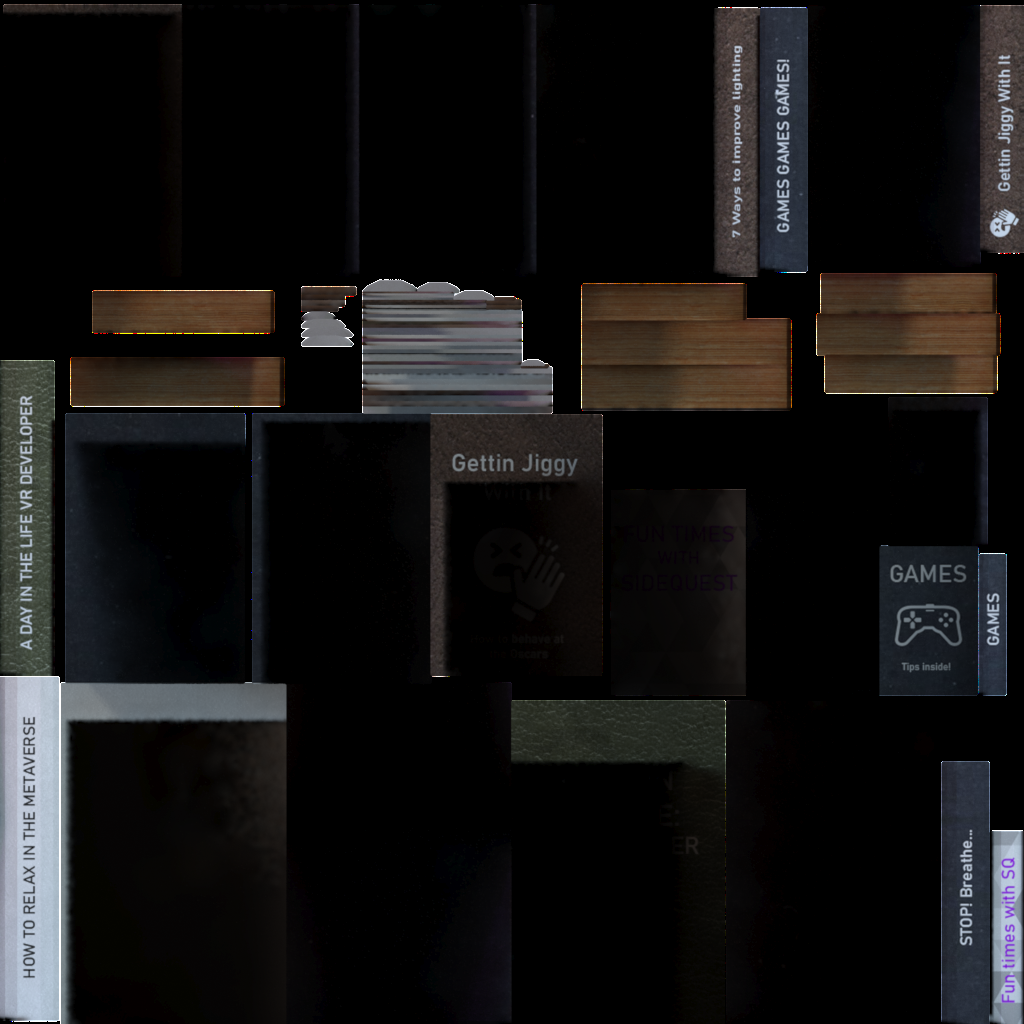 7 Ways to improve lighting
GAMES GAMES GAMES!
Gettin Jiggy With It
A DAY IN THE LIFE VR DEVELOPER
Gettin Jiggy
With It
FUN TIMES
WITH
SIDEQUEST
GAMES
Tips inside!
GAMES
HOW TO RELAX IN THE METAVERSE
STOP! Breathe...
Fun times with SQ